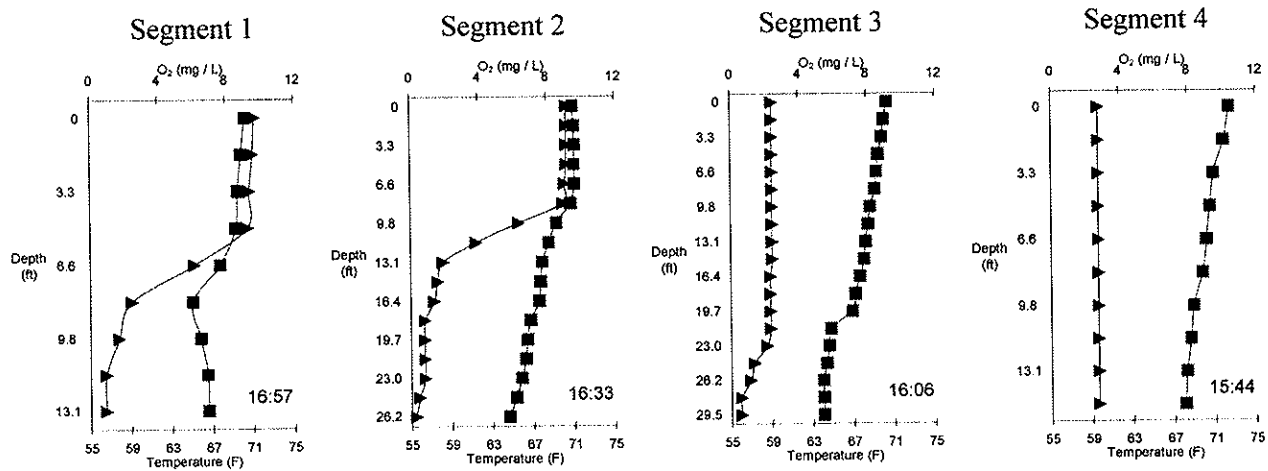 Segment 1
O₂ (mg / L)
0 4 8 12
0
3.3
Depth
(ft)
6.6
9.8
13.1
16:57
55 59 63 67 71 75
Temperature (F)
Segment 2
O₂ (mg / L)
0 4 8 12
0
3.3
6.6
9.8
Depth
(ft)
13.1
16.4
19.7
23.0
26.2
16:33
55 59 63 67 71 75
Temperature (F)
Segment 3
O₂ (mg / L)
0 4 8 12
0
3.3
6.6
9.8
13.1
Depth
(ft)
16.4
19.7
23.0
26.2
29.5
16:06
55 59 63 67 71 75
Temperature (F)
Segment 4
O₂ (mg / L)
0 4 8 12
0
3.3
6.6
Depth
(ft)
9.8
13.1
15:44
55 59 63 67 71 75
Temperature (F)